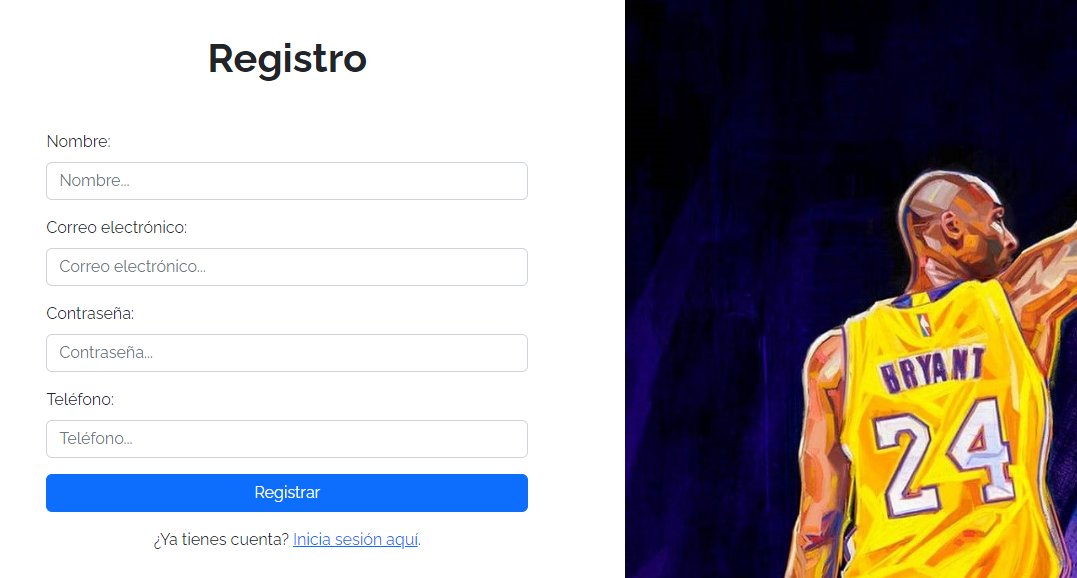 Registro
Nombre:
Nombre...
Correo electrónico:
Correo electrónico...
Contraseña:
Contraseña...
Teléfono:
Teléfono...
Registrar
¿Ya tienes cuenta? Inicia sesión aquí.
BRYANT
24